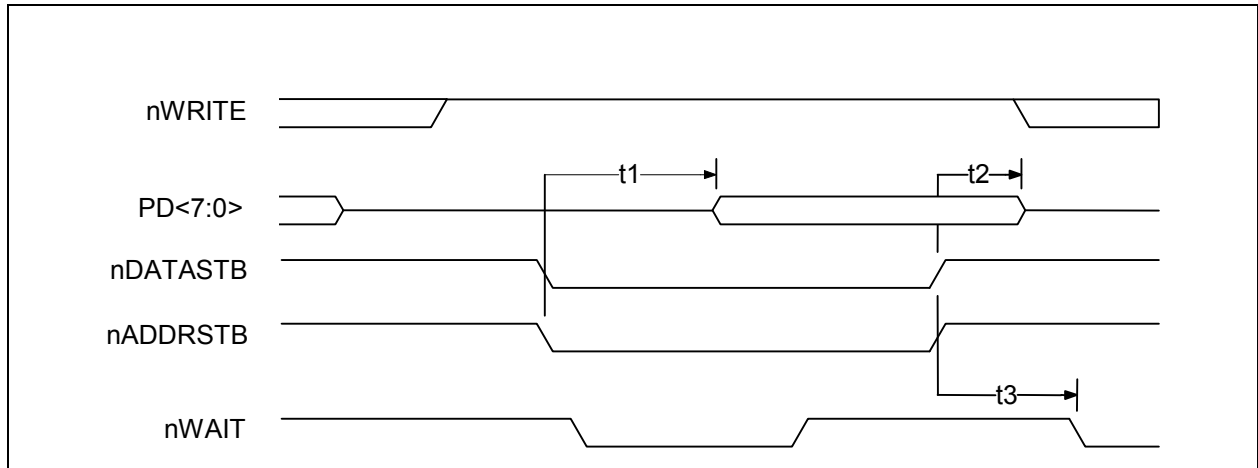 nWRITE
t1
t2
PD<7:0>
nDATASTB
nADDRSTB
t3
nWAIT